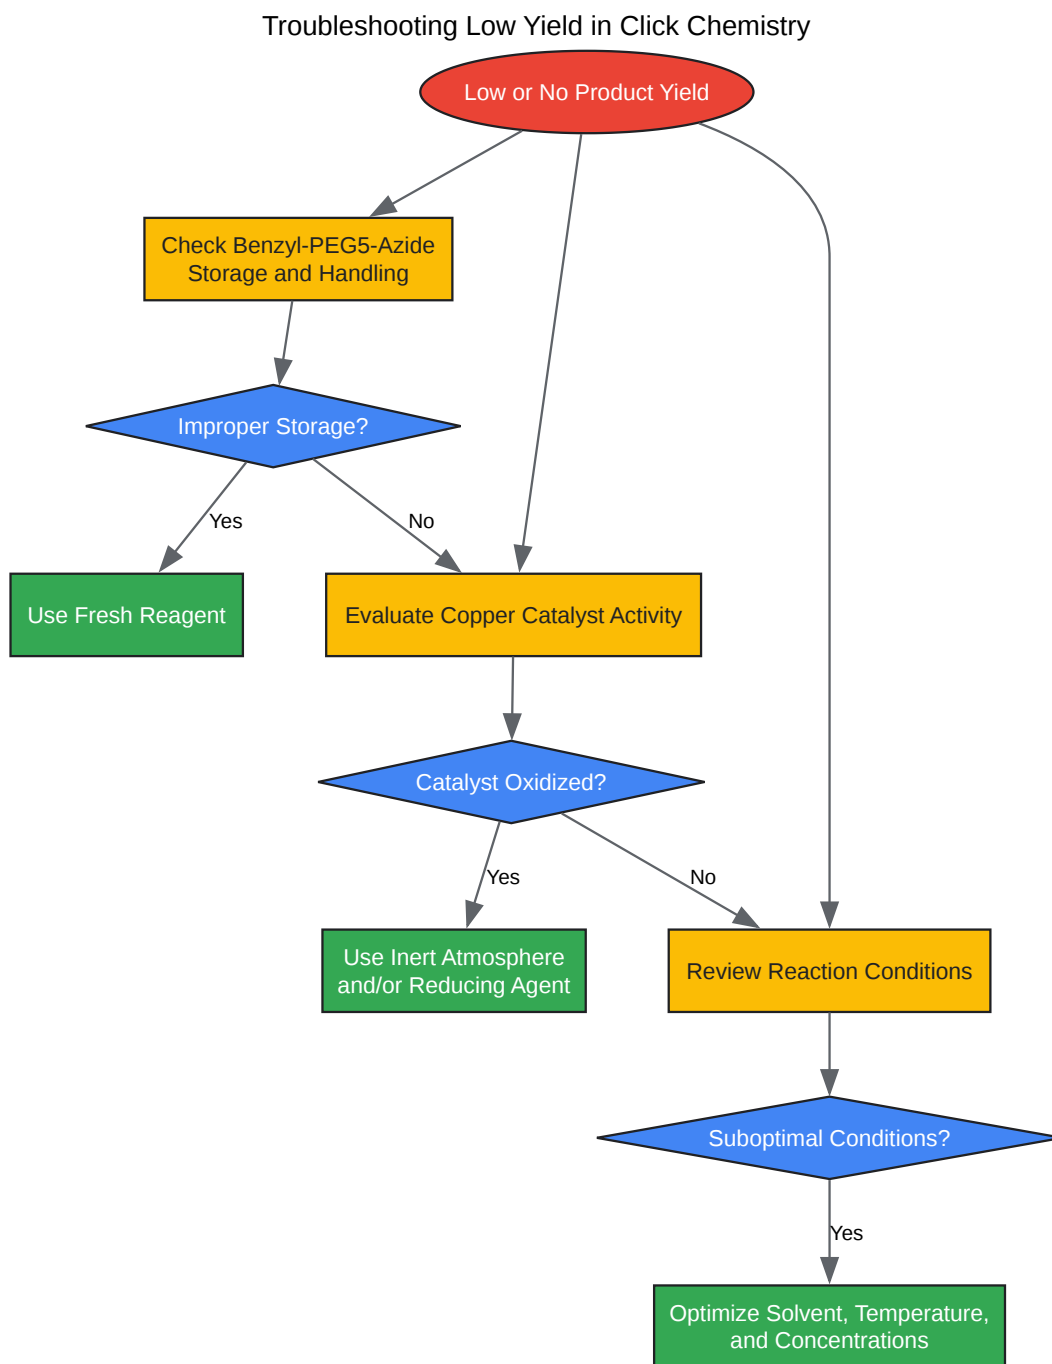 Troubleshooting Low Yield in Click Chemistry
Low or No Product Yield
Check Benzyl-PEG5-Azide
Storage and Handling
Improper Storage?
Yes
No
Use Fresh Reagent
Evaluate Copper Catalyst Activity
Catalyst Oxidized?
Yes
No
Use Inert Atmosphere
and/or Reducing Agent
Review Reaction Conditions
Suboptimal Conditions?
Yes
Optimize Solvent, Temperature,
and Concentrations